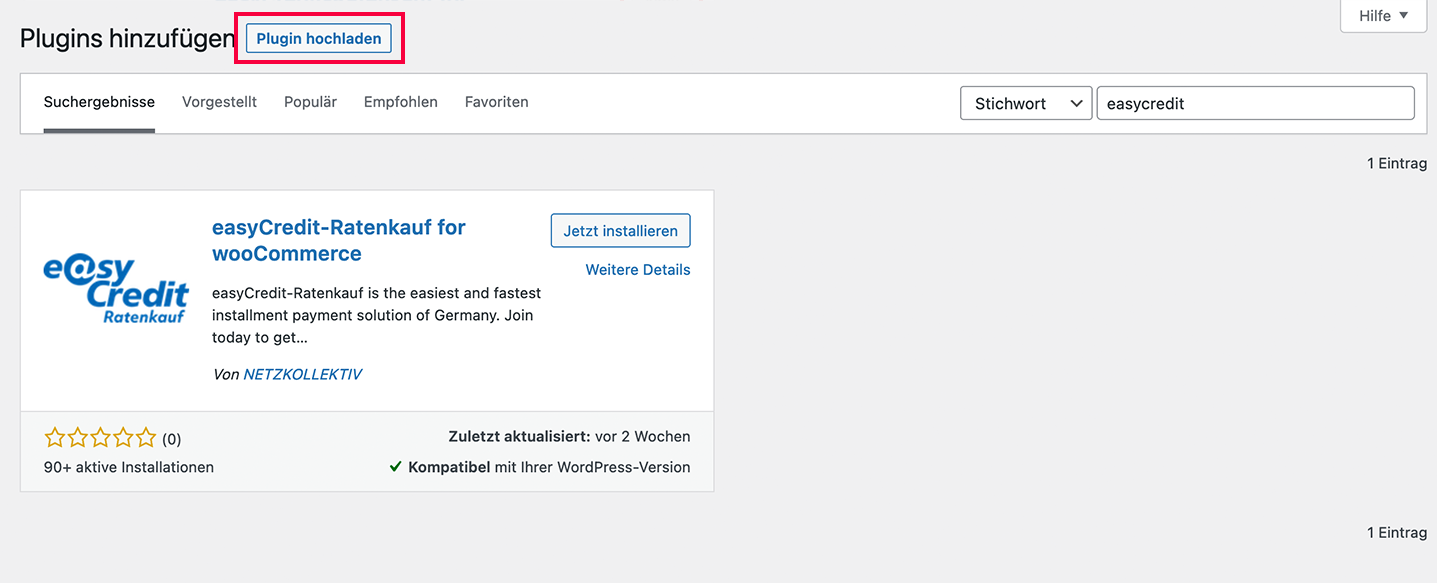 Plugins hinzufügen Plugin hochladen Hilfe
Suchergebnisse Vorgestellt Populär Empfohlen Favoriten Stichwort easycredit
1 Eintrag
e@sy
Credit
Ratenkauf
easyCredit-Ratenkauf for
wooCommerce
Jetzt installieren
Weitere Details
easyCredit-Ratenkauf is the easiest and fastest
installment payment solution of Germany. Join
today to get...
Von NETZKOLLEKTIV
(0)
Zuletzt aktualisiert: vor 2 Wochen
90+ aktive Installationen
Kompatibel mit Ihrer WordPress-Version
1 Eintrag